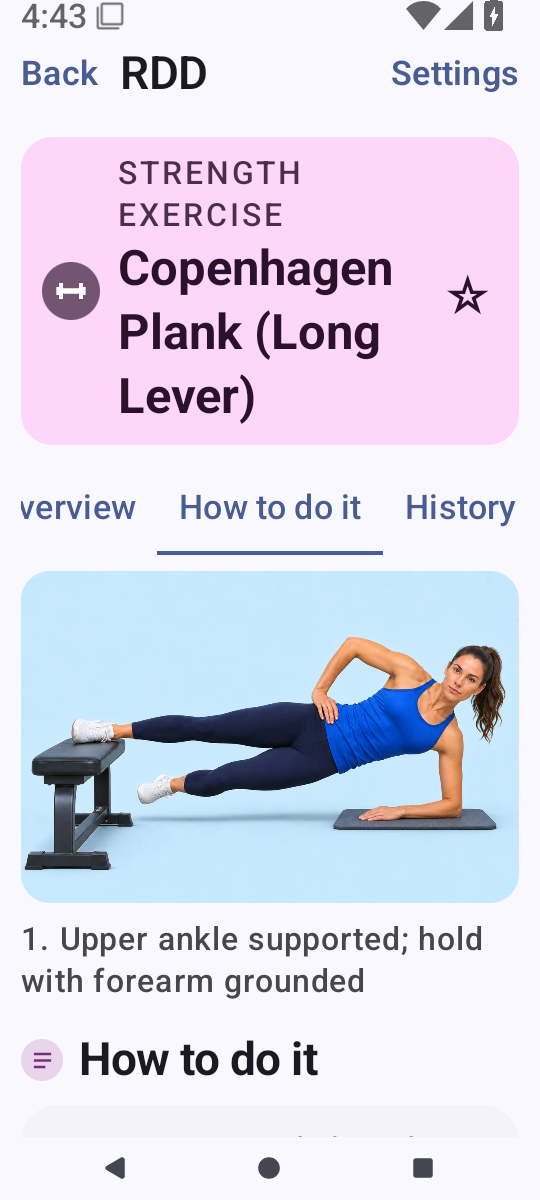 4:43
Back RDD Settings
STRENGTH
EXERCISE
Copenhagen
Plank (Long
Lever)
verview How to do it History
1. Upper ankle supported; hold
with forearm grounded
How to do it